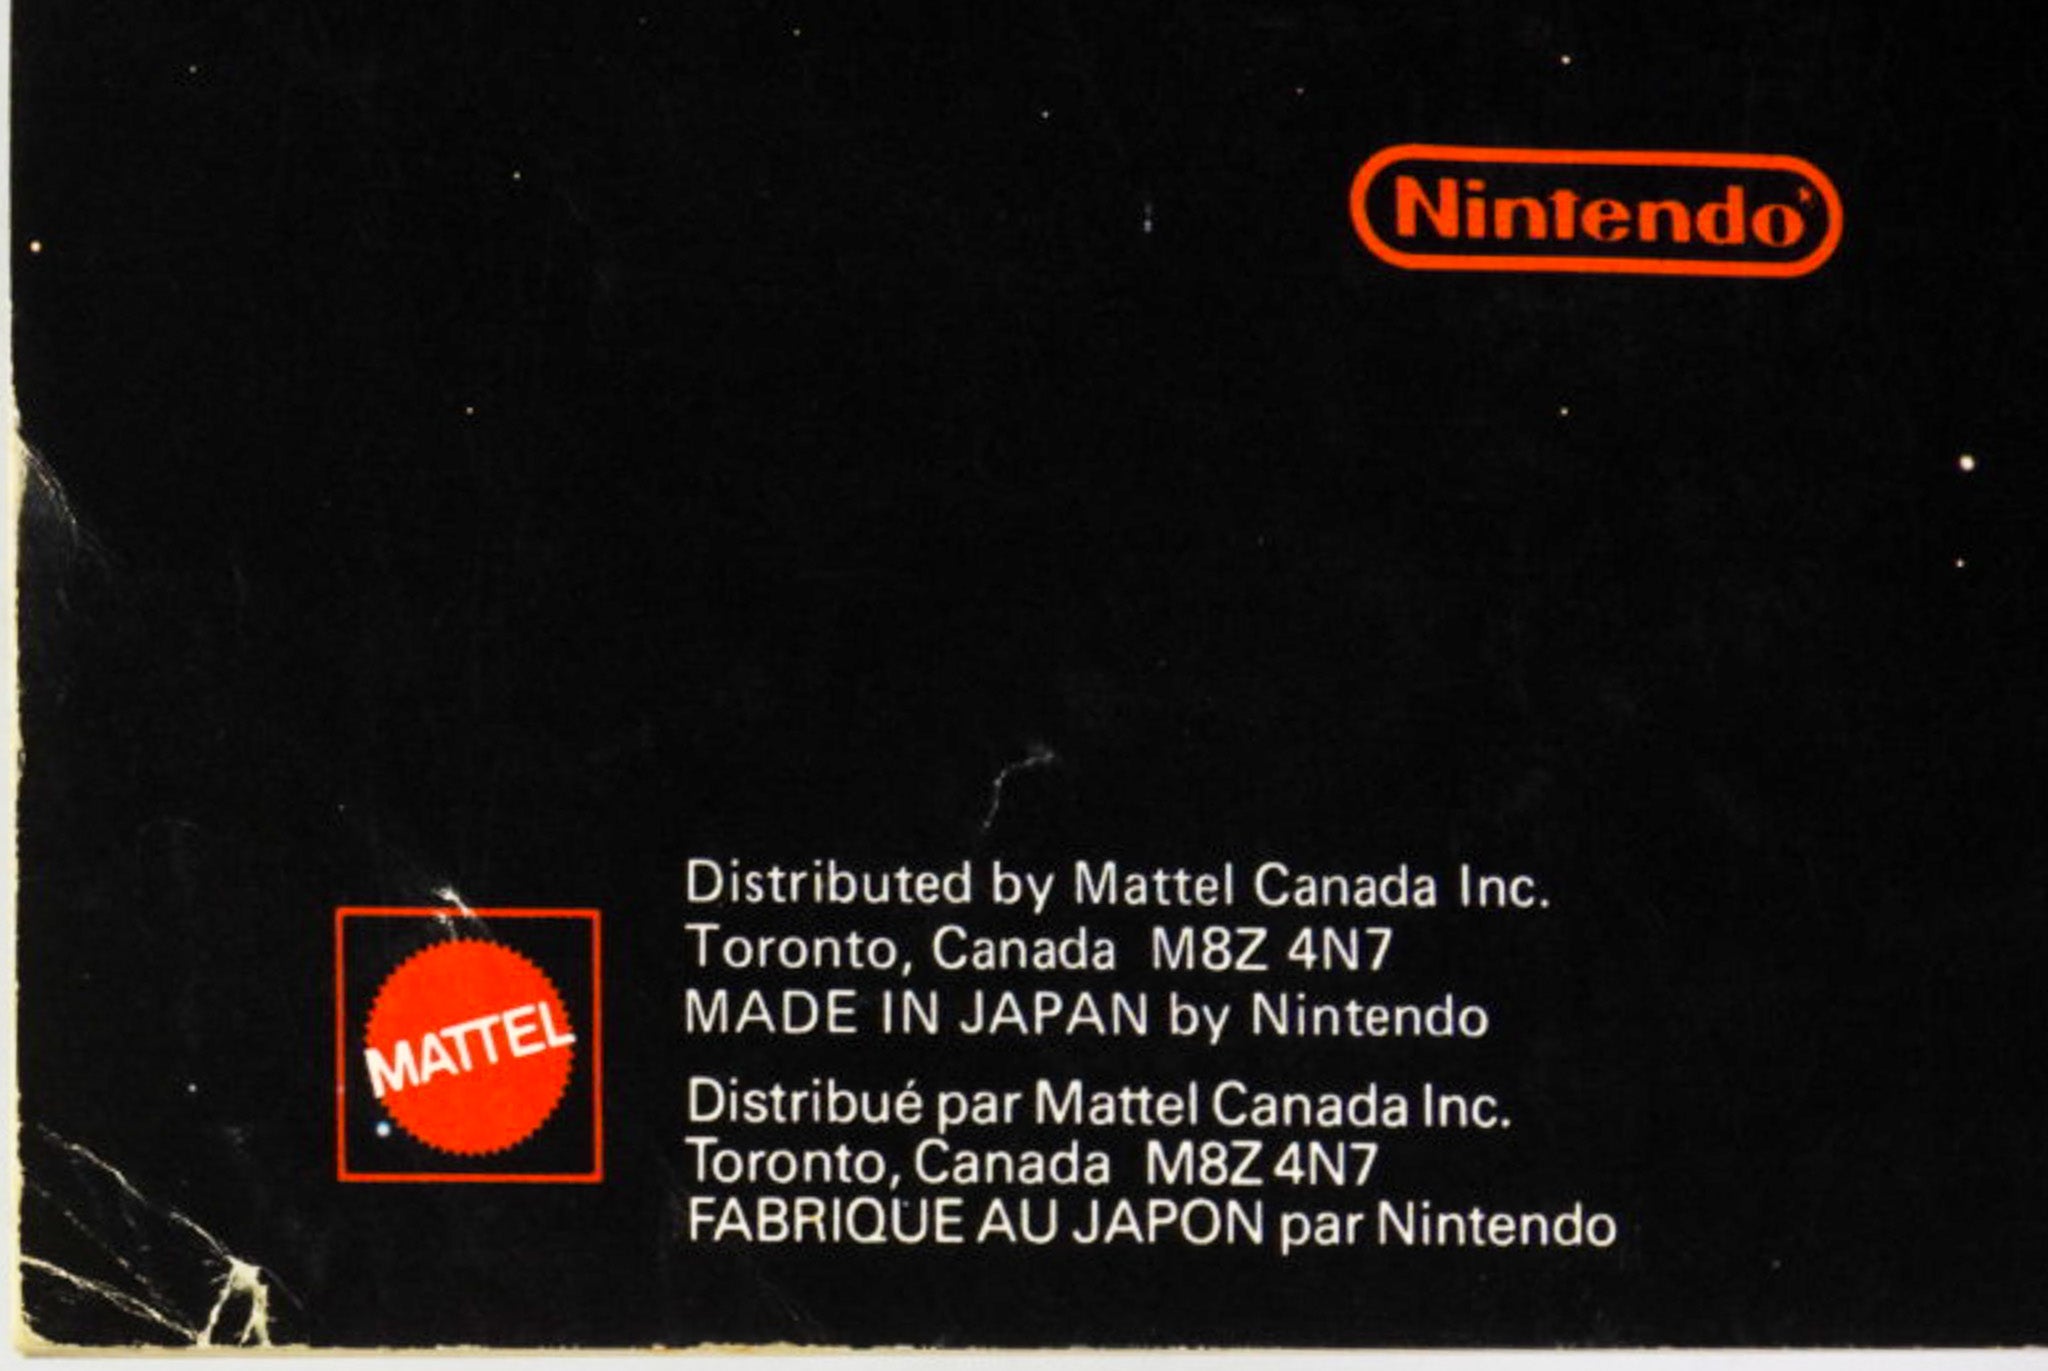 Nintendo
Distributed by Mattel Canada Inc.
Toronto, Canada M8Z 4N7
MADE IN JAPAN by Nintendo
MATTEL
Distribué par Mattel Canada Inc.
Toronto, Canada M8Z 4N7
FABRIQUE AU JAPON par Nintendo